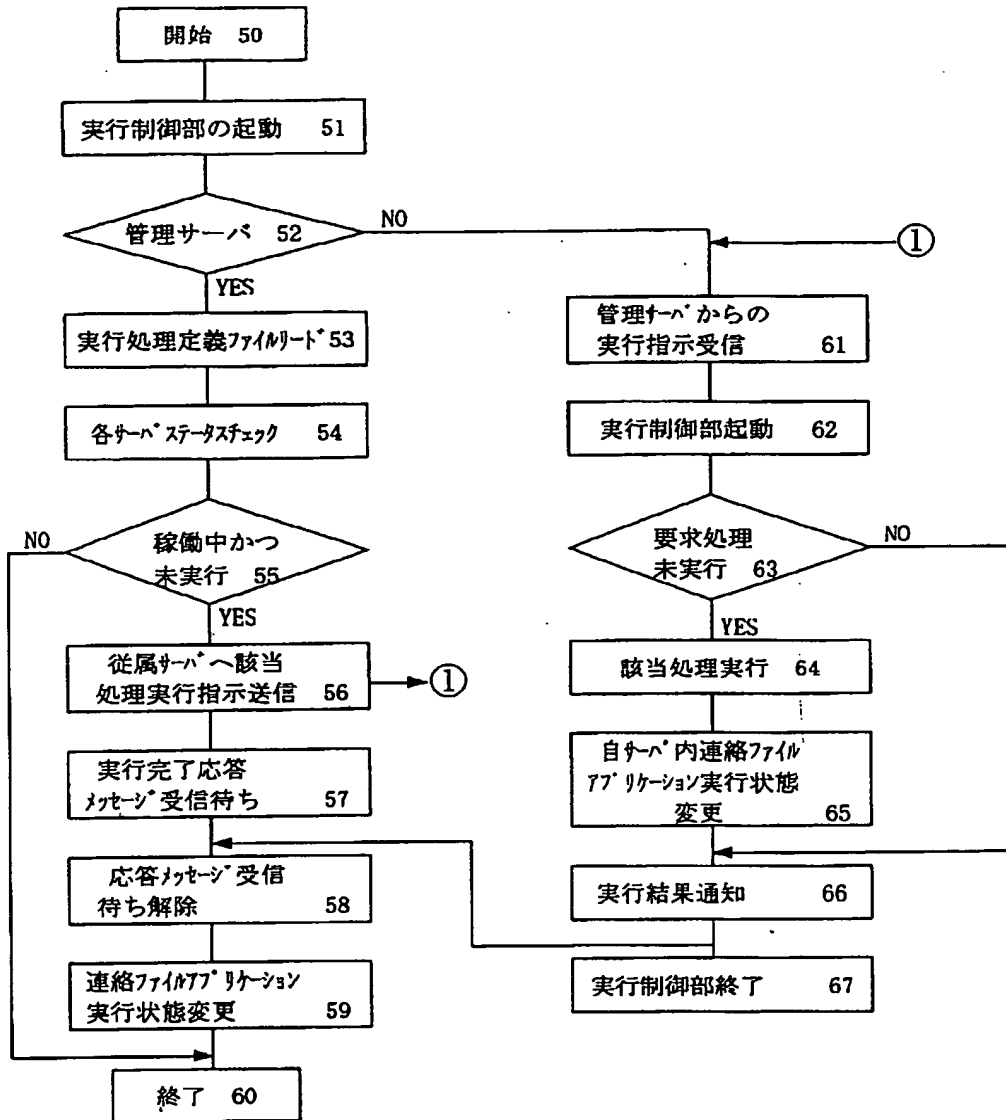 開始 50
実行制御部の起動 51
管理サーバ 52
NO
YES
実行処理定義ファイルリード 53
各サーバステータスチェック 54
NO
稼働中かつ
未実行 55
YES
従属サーバへ該当
処理実行指示送信 56
①
実行完了応答
メッセージ受信待ち 57
応答メッセージ受信
待ち解除 58
連絡ファイルアプリケーション
実行状態変更 59
終了 60
①
管理サーバからの
実行指示受信 61
実行制御部起動 62
要求処理
未実行 63
NO
YES
該当処理実行 64
自サーバ内連絡ファイル
アプリケーション実行状態
変更 65
実行結果通知 66
実行制御部終了 67